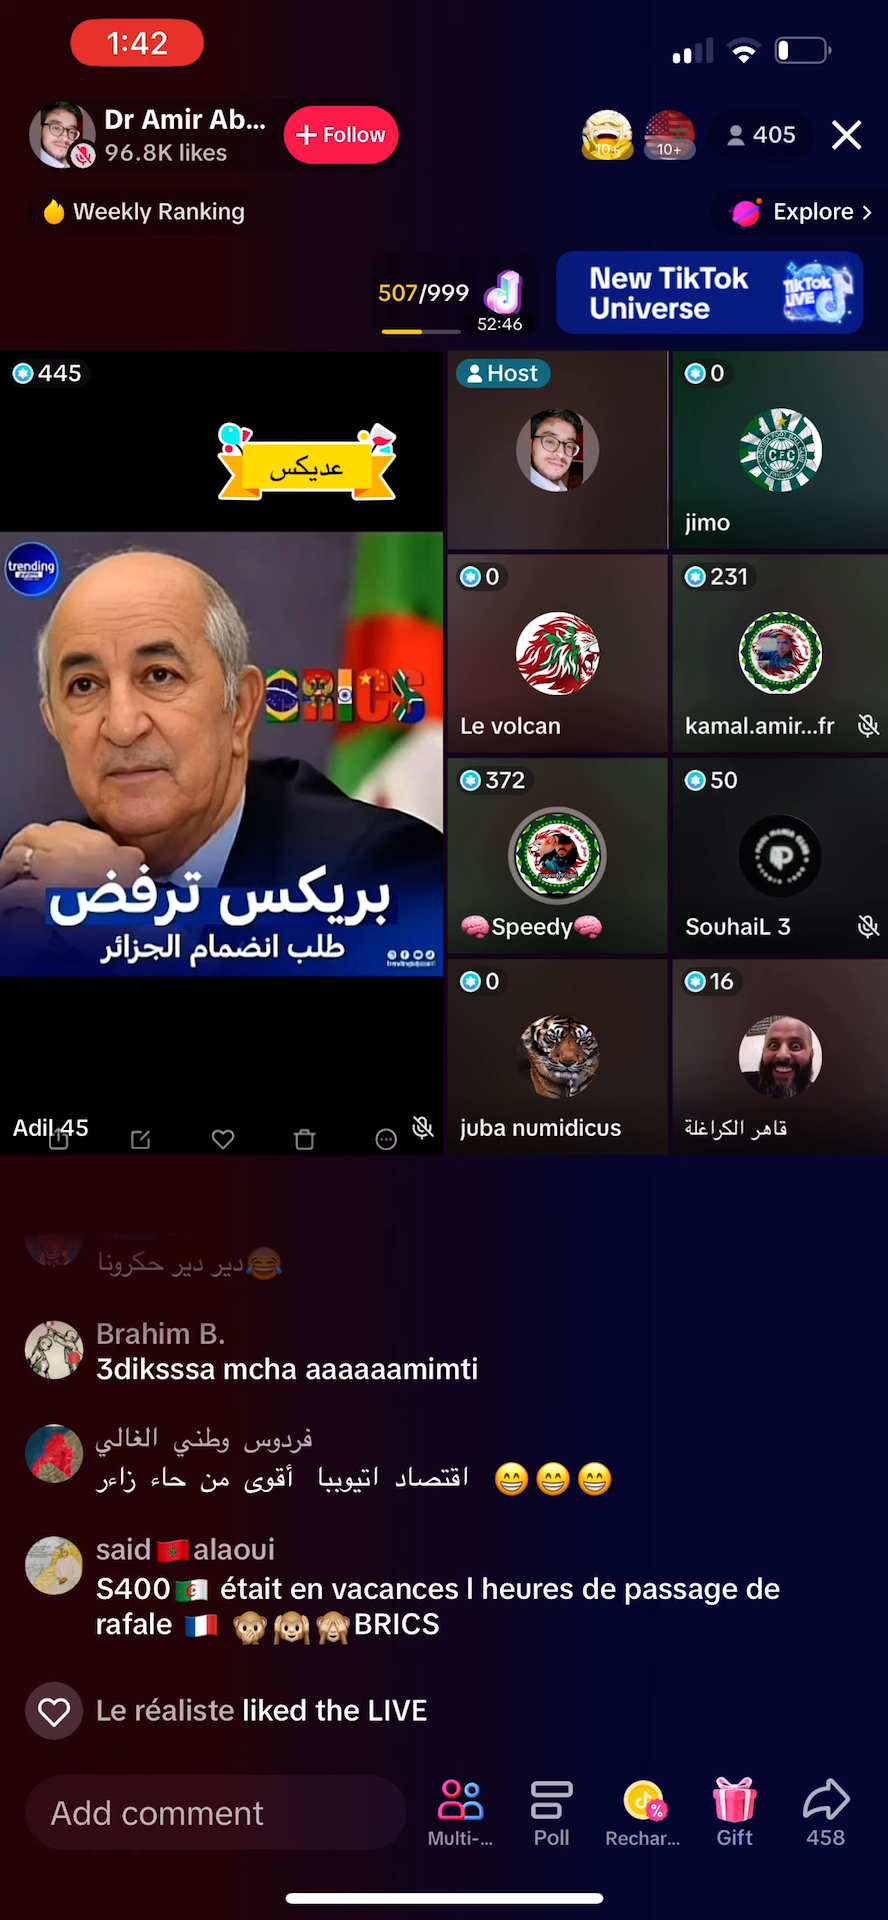 1:42
Dr Amir Ab...
96.8K likes
+ Follow
10+
10+
405
Weekly Ranking
Explore >
507/999
52:46
New TikTok
Universe
TikTok
LIVE
445
عديكس
trending
BRICS
بريكس ترفض
طلب انضمام الجزائر
Adil 45
Host
0
jimo
CFC
0
Le volcan
231
kamal.amir...fr
372
🧠Speedy🧠
50
SouhaiL 3
0
juba numidicus
16
قاهر الكراغلة
دير دير حكرونا😂
Brahim B.
3diksssa mcha aaaaaamimti
فردوس وطني الغالي
اقتصاد اتيوبيا أقوى من حاء زاءر 😁😁😁
said🇲🇦alaoui
S400🇩🇿 était en vacances l heures de passage de
rafale 🇫🇷 🙊🙉🙈BRICS
Le réaliste liked the LIVE
Add comment
Multi-...
Poll
Rechar...
Gift
458